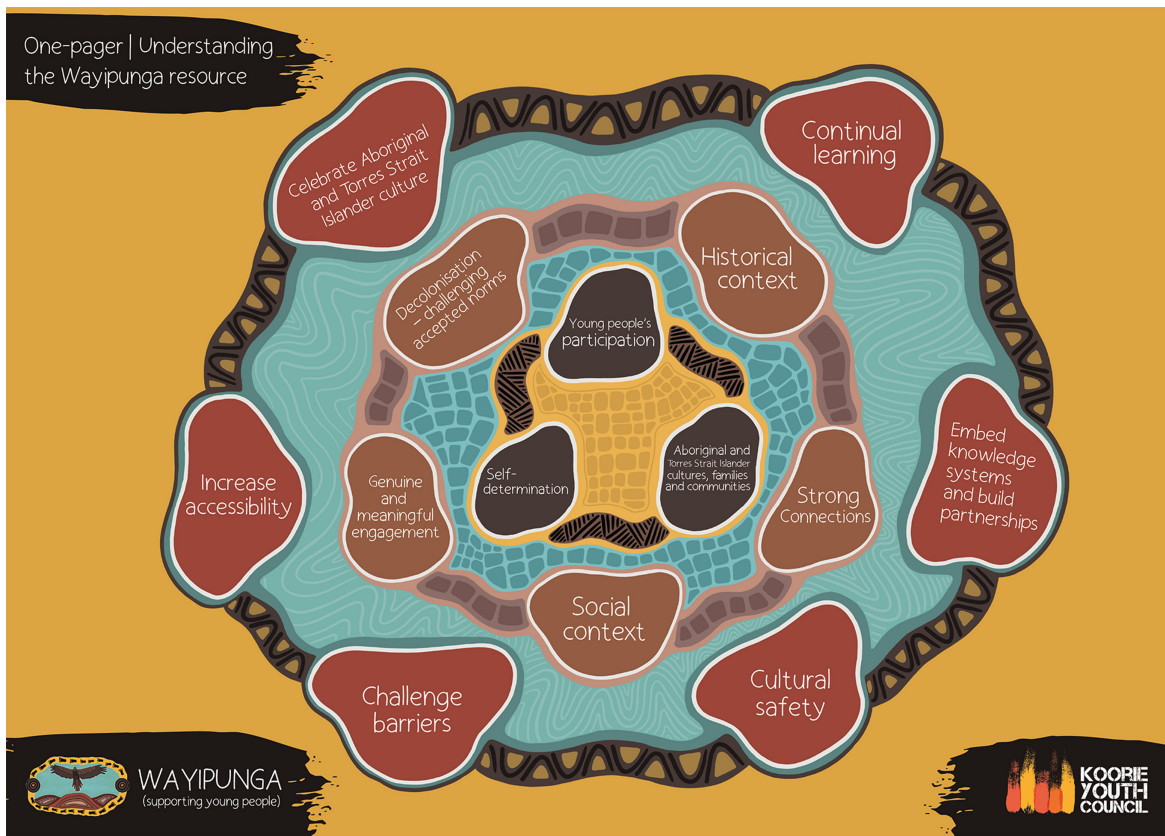 One-pager | Understanding
the Wayipunga resource
Celebrate Aboriginal
and Torres Strait
Islander culture
Continual
learning
Decolonisation
– challenging
accepted norms
Historical
context
Young people's
participation
Self-
determination
Aboriginal and
Torres Strait Islander
cultures, families
and communities
Increase
accessibility
Genuine
and
meaningful
engagement
Strong
Connections
Embed
knowledge
systems
and build
partnerships
Social
context
Challenge
barriers
Cultural
safety
WAYIPUNGA
(supporting young people)
KOORIE
YOUTH
COUNCIL